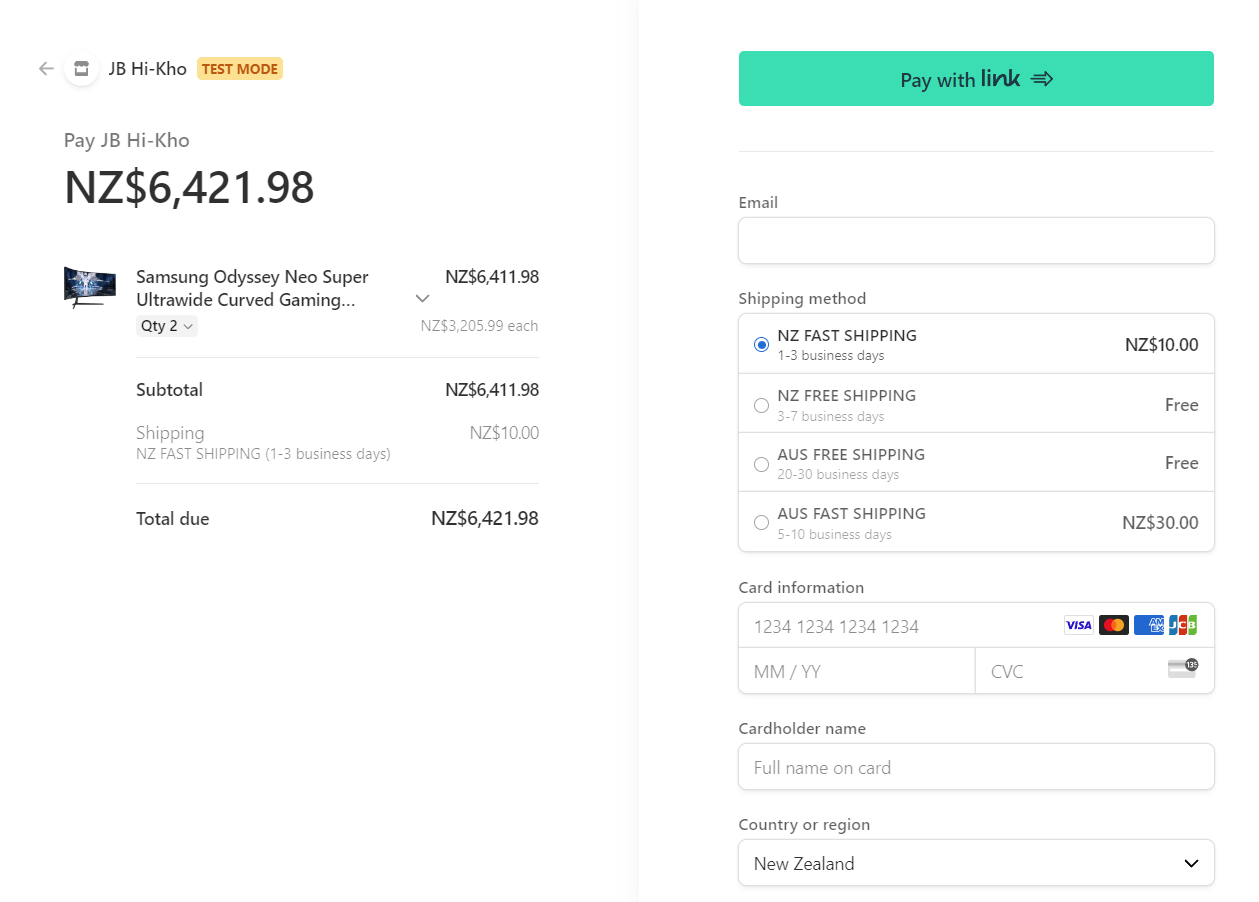 JB Hi-Kho TEST MODE
Pay JB Hi-Kho
NZ$6,421.98
Samsung Odyssey Neo Super NZ$6,411.98
Ultrawide Curved Gaming...
Qty 2 NZ$3,205.99 each
Subtotal NZ$6,411.98
Shipping NZ$10.00
NZ FAST SHIPPING (1-3 business days)
Total due NZ$6,421.98
Pay with link
Email
Shipping method
NZ FAST SHIPPING NZ$10.00
1-3 business days
NZ FREE SHIPPING Free
3-7 business days
AUS FREE SHIPPING Free
20-30 business days
AUS FAST SHIPPING NZ$30.00
5-10 business days
Card information
1234 1234 1234 1234 VISA AMEX JCB
MM / YY CVC 135
Cardholder name
Full name on card
Country or region
New Zealand